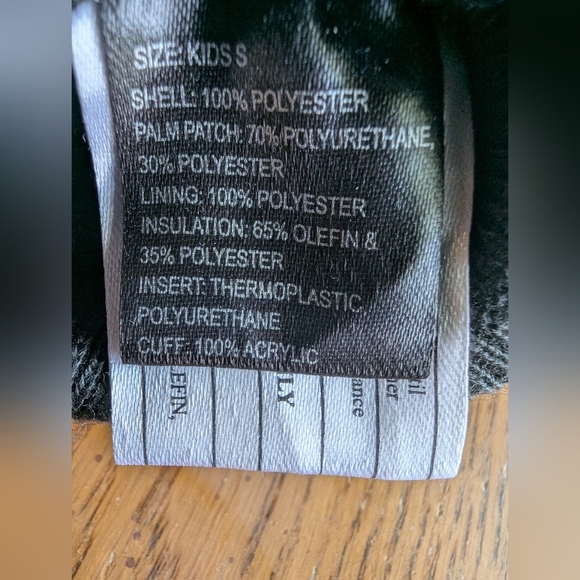 SIZE: KIDS S
SHELL: 100% POLYESTER
PALM PATCH: 70% POLYURETHANE,
30% POLYESTER
LINING: 100% POLYESTER
INSULATION: 65% OLEFIN &
35% POLYESTER
INSERT: THERMOPLASTIC
POLYURETHANE
CUFF: 100% ACRYLIC